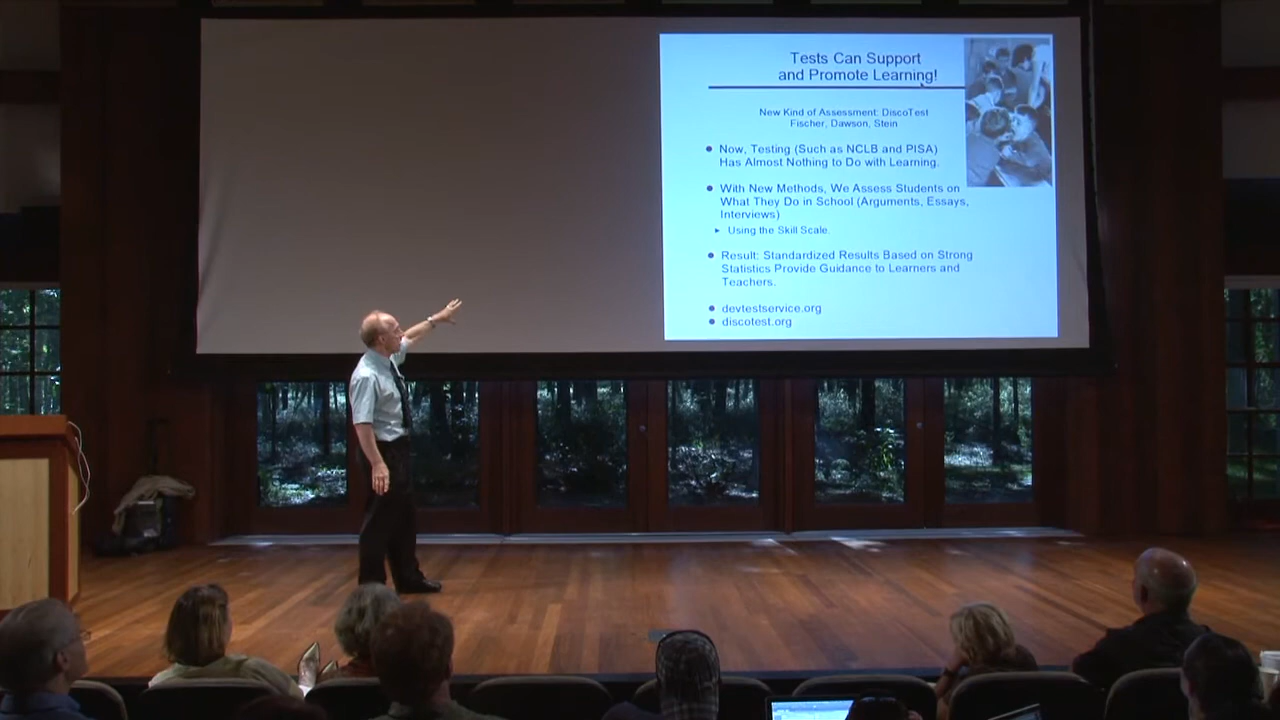 Tests Can Support
and Promote Learning!
New Kind of Assessment: DiscoTest
Fischer, Dawson, Stein
Now, Testing (Such as NCLB and PISA)
Has Almost Nothing to Do with Learning.
With New Methods, We Assess Students on
What They Do in School (Arguments, Essays,
Interviews)
Using the Skill Scale.
Result: Standardized Results Based on Strong
Statistics Provide Guidance to Learners and
Teachers.
devtestservice.org
discotest.org